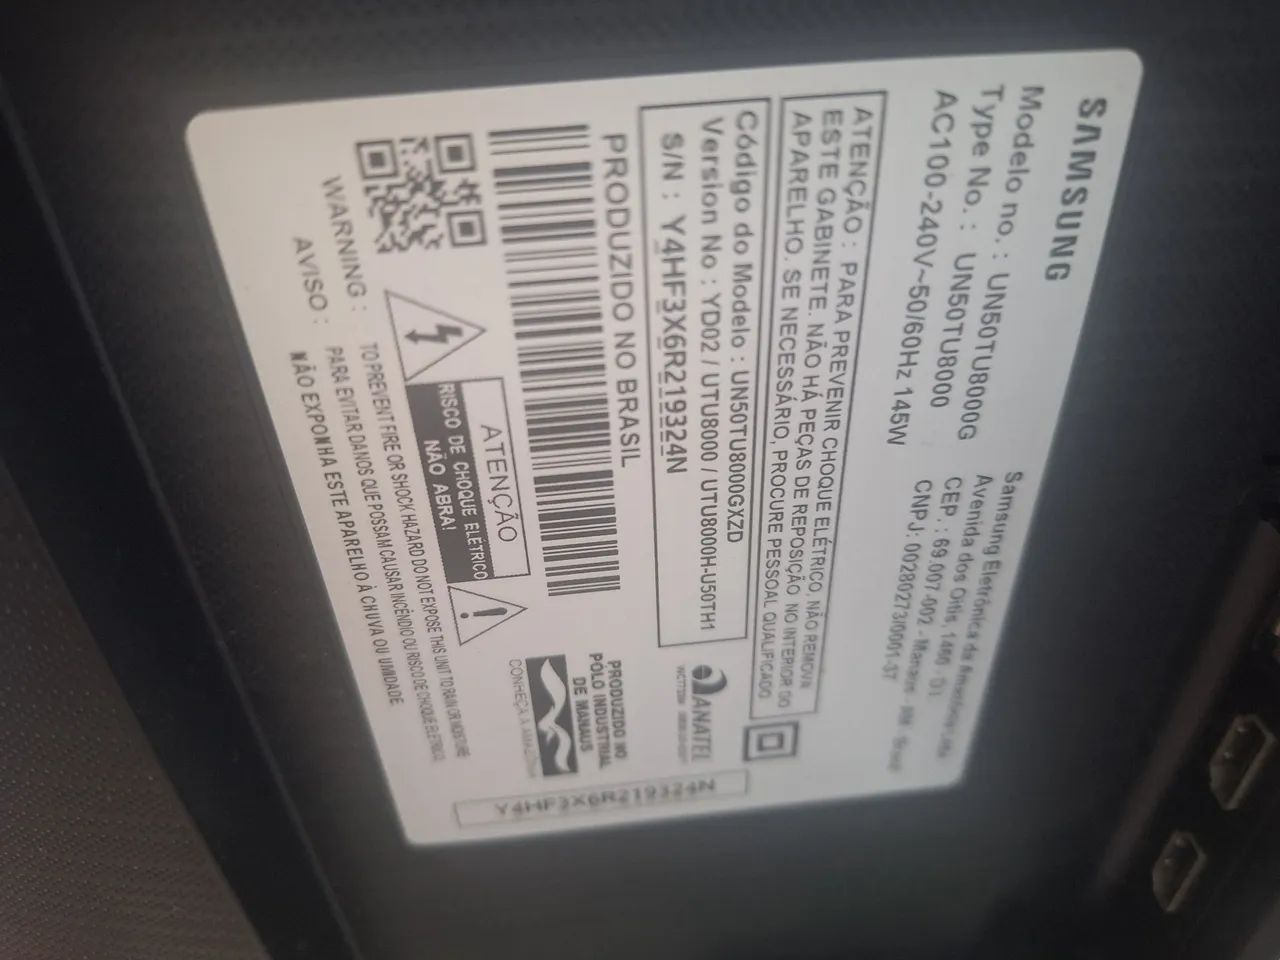 SAMSUNG
Modelo no. : UN50TU8000G
Type No. : UN50TU8000
AC100-240V~50/60Hz 145W
Samsung Eletrônica da Amazônia Ltda
Avenida dos Oitis, 1460 -
CEP. : 69.007-002 - Manaus - AM - Brasil
CNPJ: 00280273/0001-37
ATENÇÃO : PARA PREVENIR CHOQUE ELÉTRICO, NÃO REMOVA
ESTE GABINETE. NÃO HÁ PEÇAS DE REPOSIÇÃO NO INTERIOR DO
APARELHO. SE NECESSÁRIO, PROCURE PESSOAL QUALIFICADO
Código do Modelo : UN50TU8000GXZD
Version No : YD02 / UTU8000 / UTU8000H-U50TH1
S/N : Y4HF3X6R219324N
ANATEL
PRODUZIDO NO BRASIL
PRODUZIDO NO
PÓLO INDUSTRIAL
DE MANAUS
CONHEÇA A AMAZÔNIA
ATENÇÃO
RISCO DE CHOQUE ELÉTRICO
NÃO ABRA!
WARNING : TO PREVENT FIRE OR SHOCK HAZARD DO NOT EXPOSE THIS UNIT TO RAIN OR MOISTURE
AVISO : PARA EVITAR DANOS QUE POSSAM CAUSAR INCÊNDIO OU RISCO DE CHOQUE ELÉTRICO,
NÃO EXPONHA ESTE APARELHO À CHUVA OU UMIDADE
Y4HF3X6R219324N